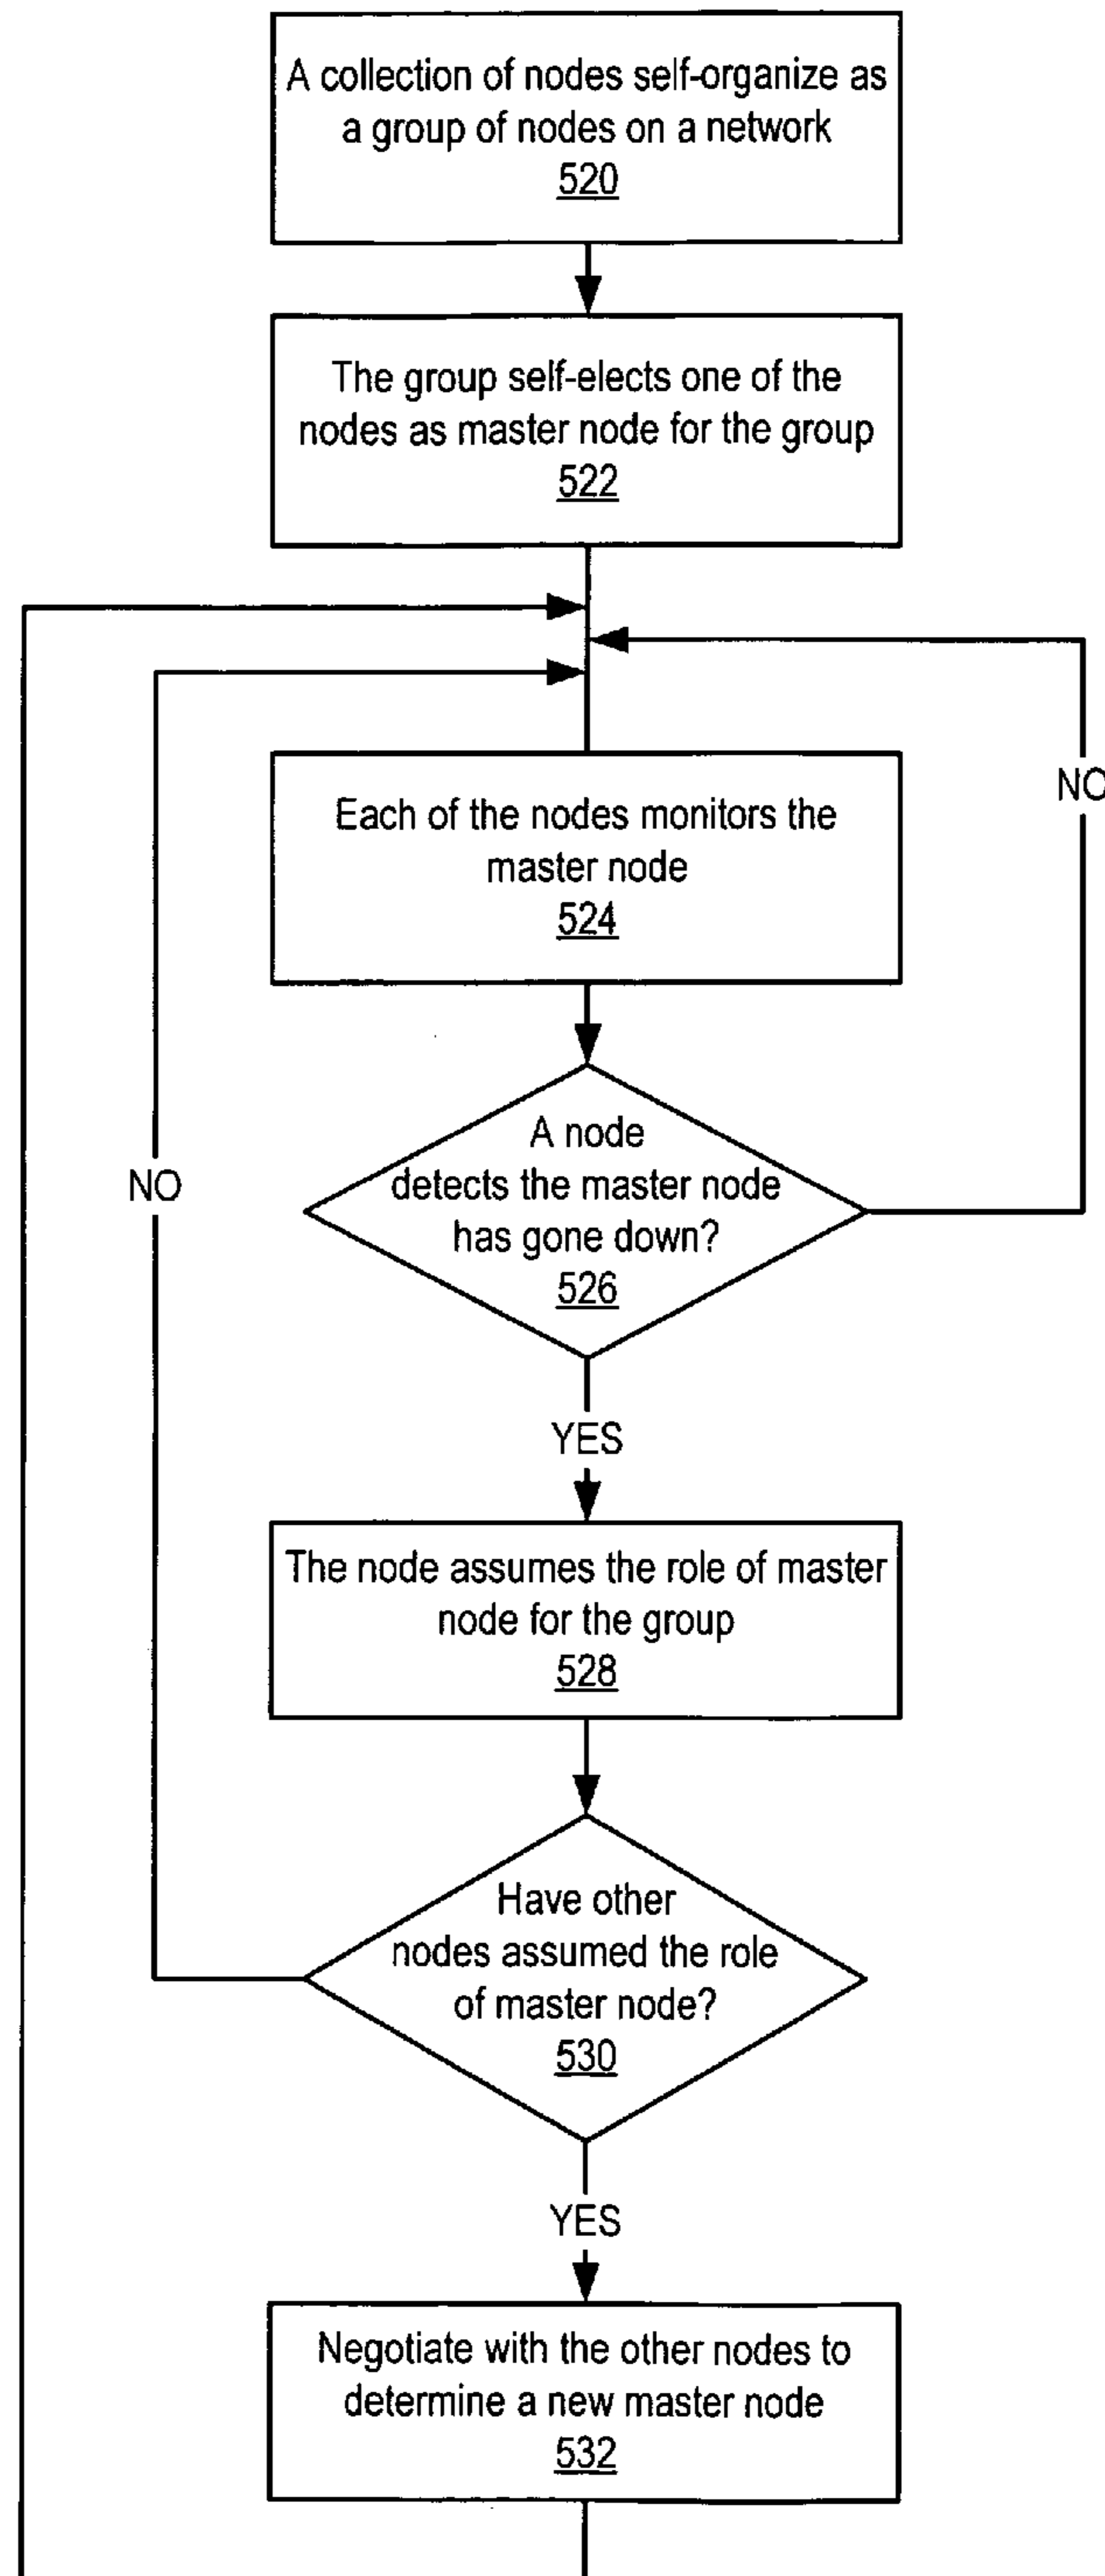 A collection of nodes self-organize as
a group of nodes on a network
520
The group self-elects one of the
nodes as master node for the group
522
Each of the nodes monitors the
master node
524
NO
A node
detects the master node
has gone down?
526
NO
YES
The node assumes the role of master
node for the group
528
Have other
nodes assumed the role
of master node?
530
YES
Negotiate with the other nodes to
determine a new master node
532